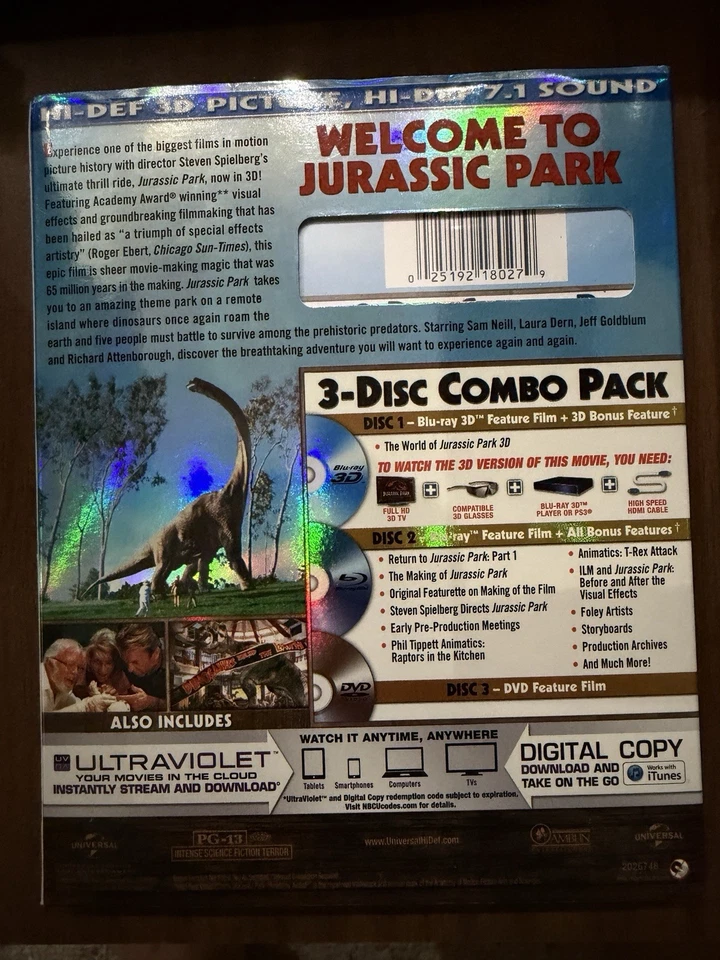 HI-DEF 3D PICTURE, HI-DEF 7.1 SOUND
Experience one of the biggest films in motion
picture history with director Steven Spielberg's
ultimate thrill ride, Jurassic Park, now in 3D!
Featuring Academy Award® winning** visual
effects and groundbreaking filmmaking that has
been hailed as “a triumph of special effects
artistry” (Roger Ebert, Chicago Sun-Times), this
epic film is sheer movie-making magic that was
65 million years in the making. Jurassic Park takes
you to an amazing theme park on a remote
island where dinosaurs once again roam the
earth and five people must battle to survive among the prehistoric predators. Starring Sam Neill, Laura Dern, Jeff Goldblum
and Richard Attenborough, discover the breathtaking adventure you will want to experience again and again.
WELCOME TO
JURASSIC PARK
0 25192 18027 9
3-DISC COMBO PACK
DISC 1 – Blu-ray 3D™ Feature Film + 3D Bonus Feature†
• The World of Jurassic Park 3D
TO WATCH THE 3D VERSION OF THIS MOVIE, YOU NEED:
Blu-ray
3D
FULL HD
3D TV
COMPATIBLE
3D GLASSES
BLU-RAY 3D™
PLAYER OR PS3®
HIGH SPEED
HDMI CABLE
DISC 2 – Blu-ray™ Feature Film + All Bonus Features†
• Return to Jurassic Park: Part 1
• The Making of Jurassic Park
• Original Featurette on Making of the Film
• Steven Spielberg Directs Jurassic Park
• Early Pre-Production Meetings
• Phil Tippett Animatics:
Raptors in the Kitchen
• Animatics: T-Rex Attack
• ILM and Jurassic Park:
Before and After the
Visual Effects
• Foley Artists
• Storyboards
• Production Archives
• And Much More!
DVD
DISC 3 – DVD Feature Film
ALSO INCLUDES
UV
ULTRAVIOLET™
YOUR MOVIES IN THE CLOUD
INSTANTLY STREAM AND DOWNLOAD°
WATCH IT ANYTIME, ANYWHERE
Tablets
Smartphones
Computers
TVs
°UltraViolet™ and Digital Copy redemption code subject to expiration.
Visit NBCUcodes.com for details.
DIGITAL COPY
DOWNLOAD AND
TAKE ON THE GO
Works with
iTunes
UNIVERSAL
PG-13
INTENSE SCIENCE FICTION TERROR
www.UniversalHiDef.com
AMBLIN
UNIVERSAL